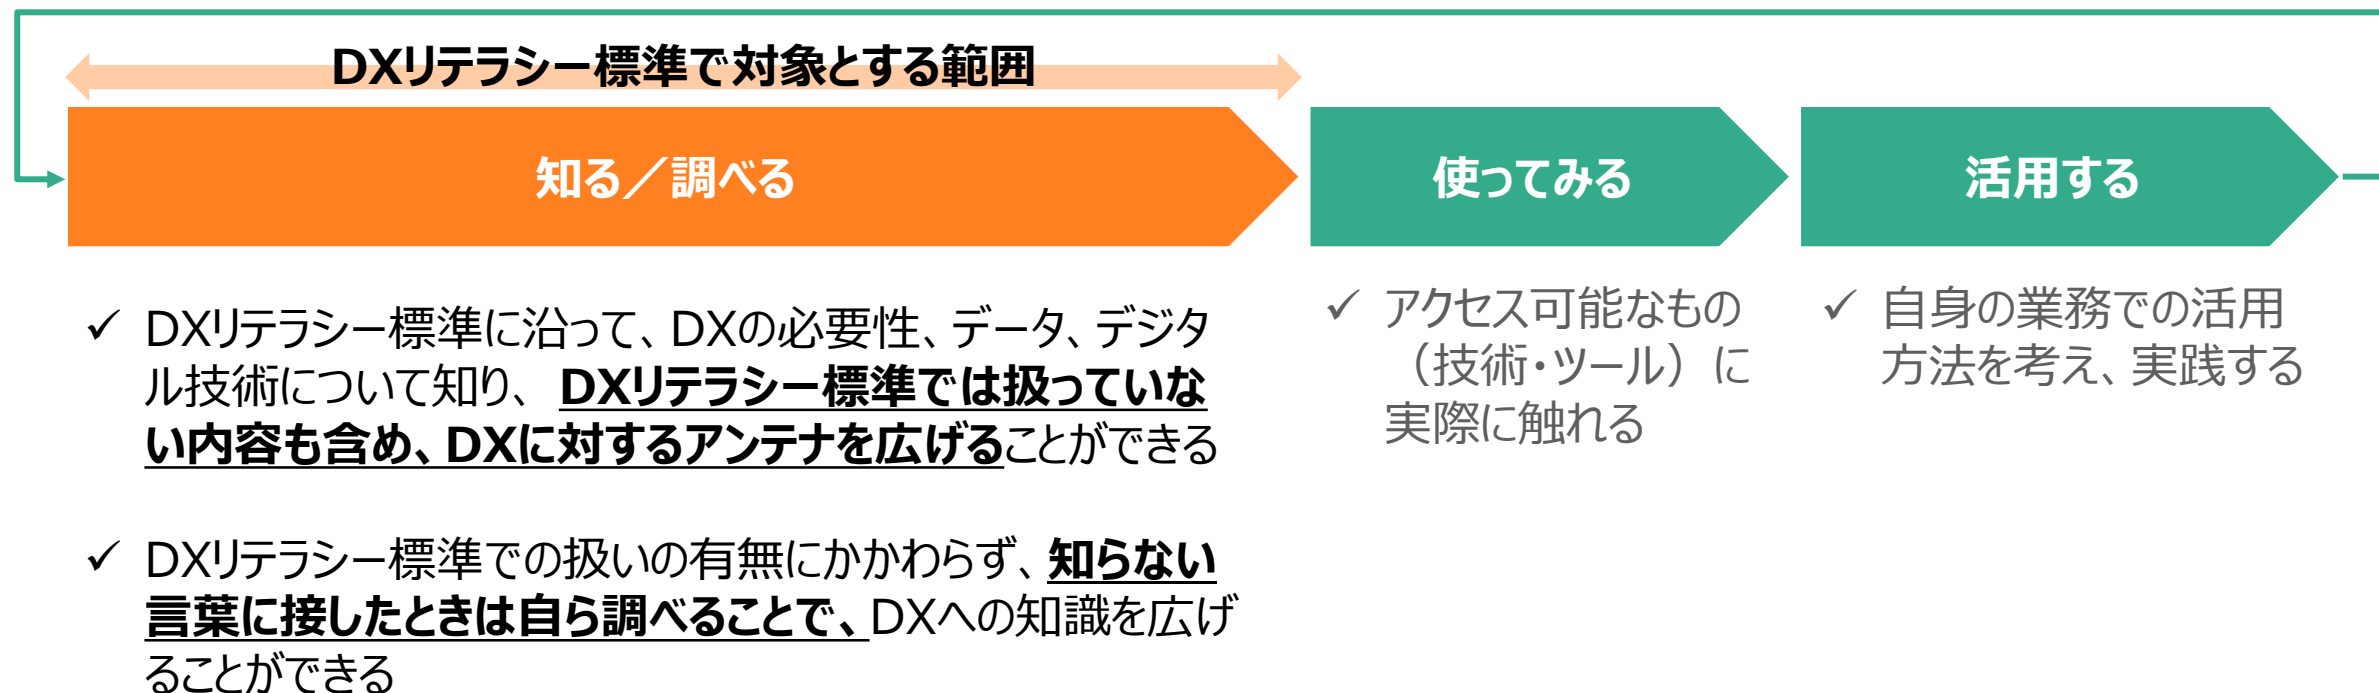 DXリテラシー標準で対象とする範囲
知る／調べる
使ってみる
活用する
✓ DXリテラシー標準に沿って、DXの必要性、データ、デジタ
ル技術について知り、DXリテラシー標準では扱っていな
い内容も含め、DXに対するアンテナを広げることができる
✓ DXリテラシー標準での扱いの有無にかかわらず、知らない
言葉に接したときは自ら調べることで、DXへの知識を広げ
ることができる
✓ アクセス可能なもの
（技術・ツール）に
実際に触れる
✓ 自身の業務での活用
方法を考え、実践する